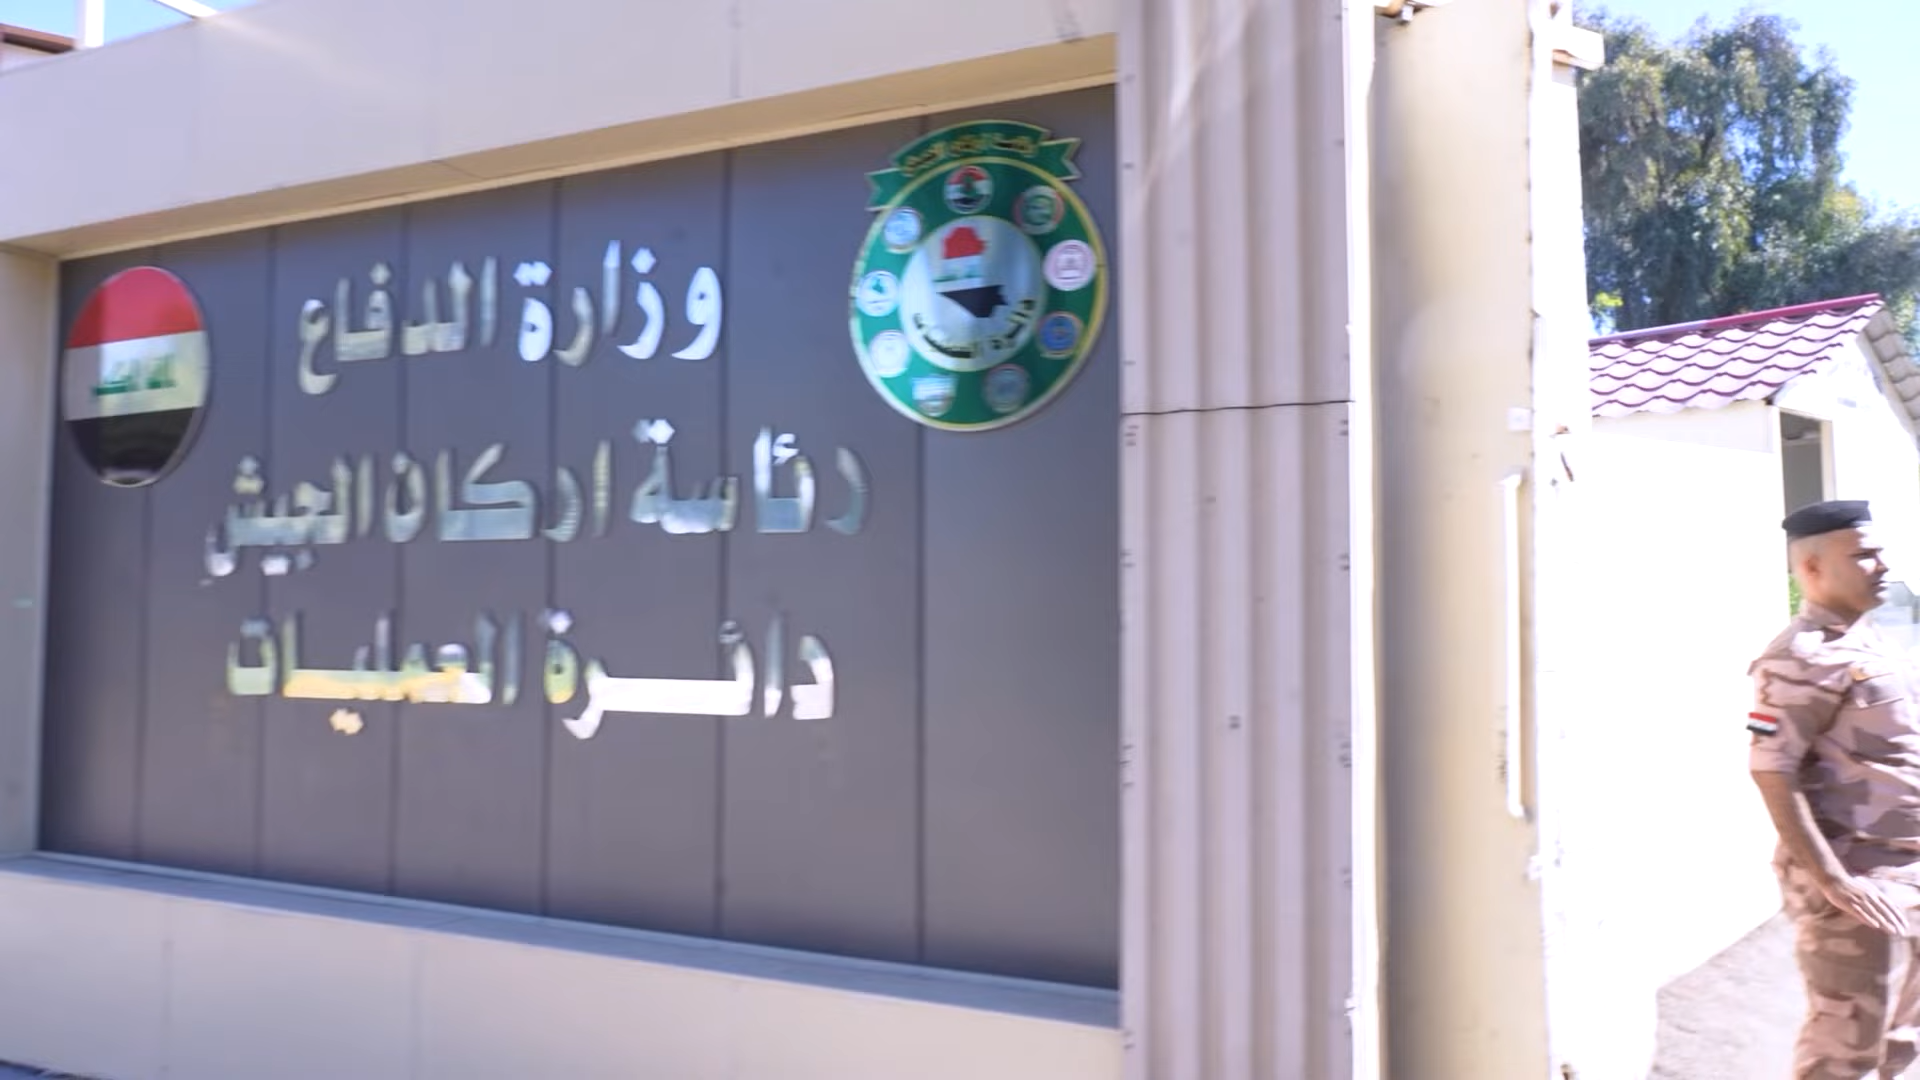 وزارة الدفاع
رئاسة اركان الجيش
دائرة العمليات